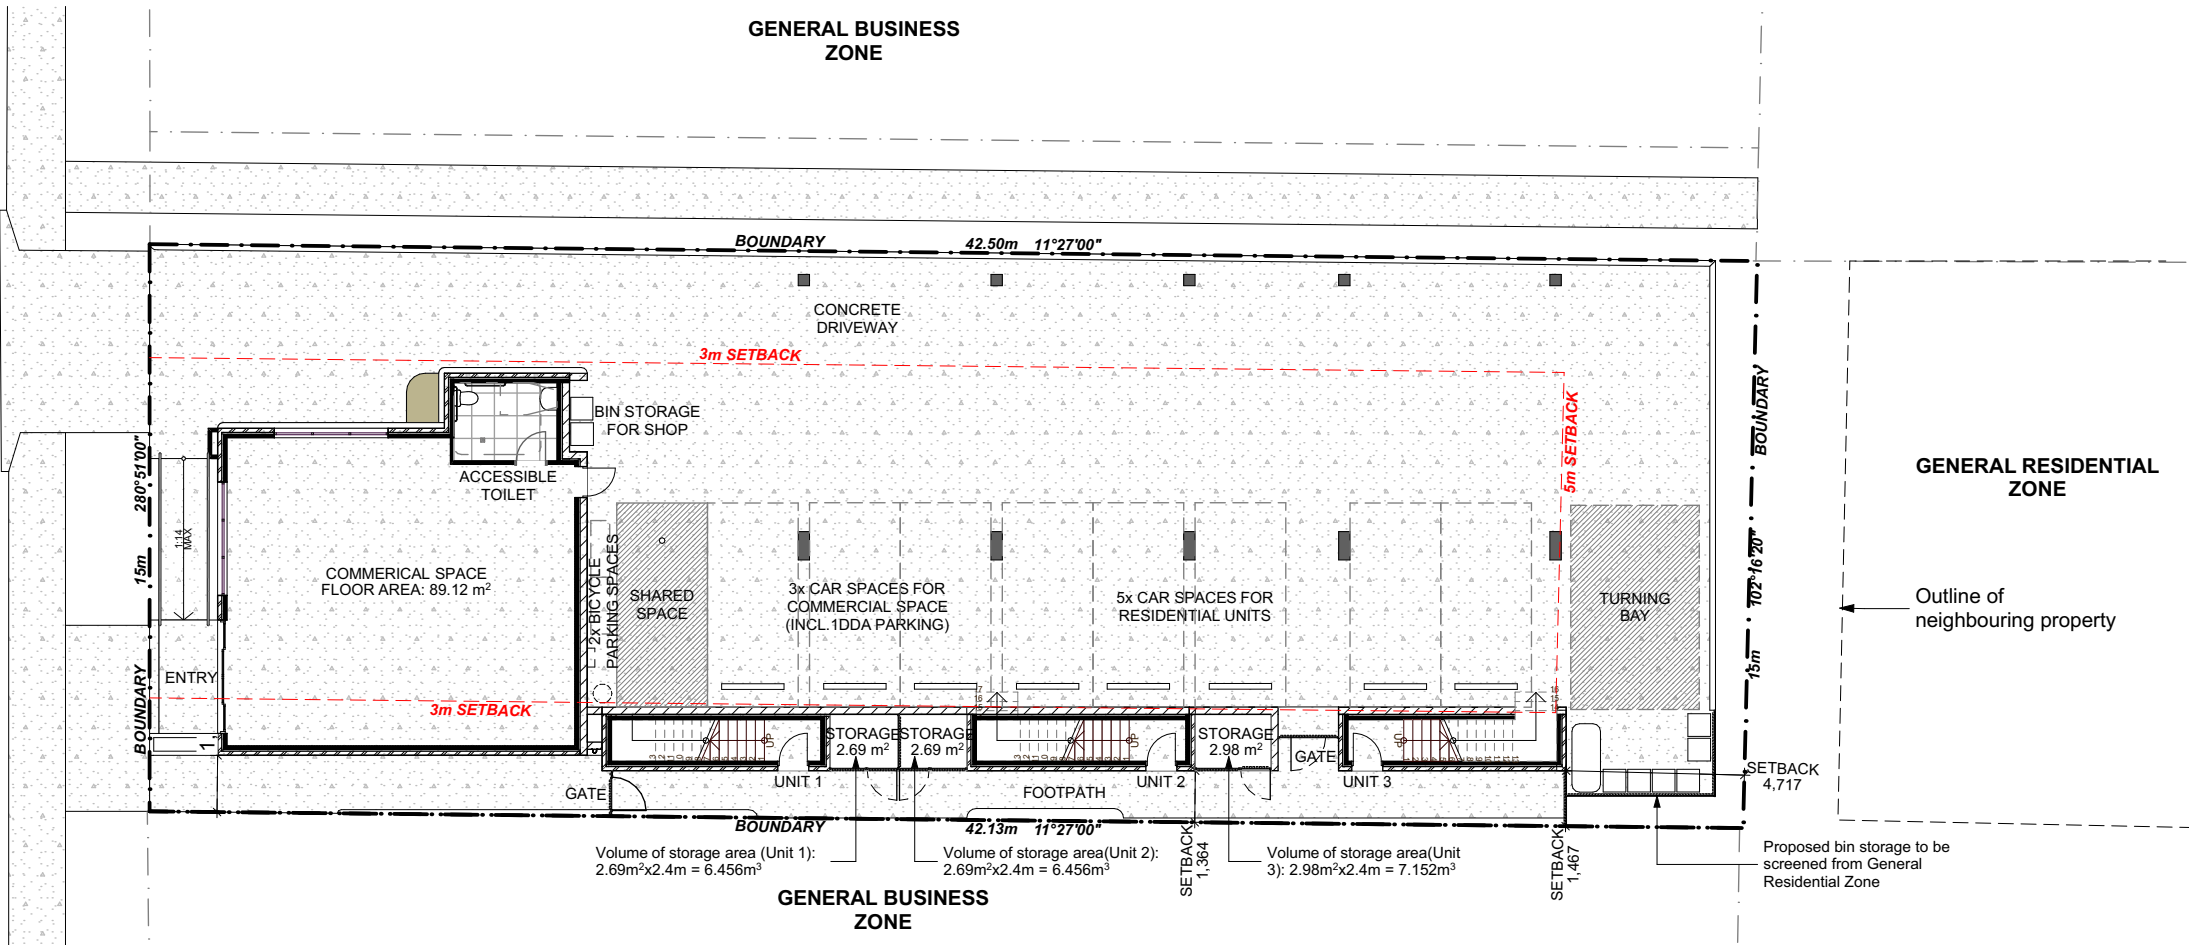 GENERAL BUSINESS
ZONE
BOUNDARY
42.50m 11°27'00"
CONCRETE
DRIVEWAY
3m SETBACK
BIN STORAGE
FOR SHOP
ACCESSIBLE
TOILET
5m SETBACK
BOUNDARY
GENERAL RESIDENTIAL
ZONE
280°51'00"
15m
1:14
MAX
COMMERICAL SPACE
FLOOR AREA: 89.12 m²
2x BICYCLE
PARKING SPACES
SHARED
SPACE
3x CAR SPACES FOR
COMMERCIAL SPACE
(INCL.1DDA PARKING)
5x CAR SPACES FOR
RESIDENTIAL UNITS
TURNING
BAY
102°16'20"
15m
Outline of
neighbouring property
ENTRY
BOUNDARY
3m SETBACK
UP
STORAGE
2.69 m²
STORAGE
2.69 m²
UP
STORAGE
2.98 m²
GATE
UP
UNIT 1
UNIT 2
UNIT 3
GATE
FOOTPATH
SETBACK
4,717
BOUNDARY
42.13m 11°27'00"
SETBACK
1,364
SETBACK
1,467
Volume of storage area (Unit 1):
2.69m²x2.4m = 6.456m³
Volume of storage area(Unit 2):
2.69m²x2.4m = 6.456m³
Volume of storage area(Unit
3): 2.98m²x2.4m = 7.152m³
Proposed bin storage to be
screened from General
Residential Zone
GENERAL BUSINESS
ZONE